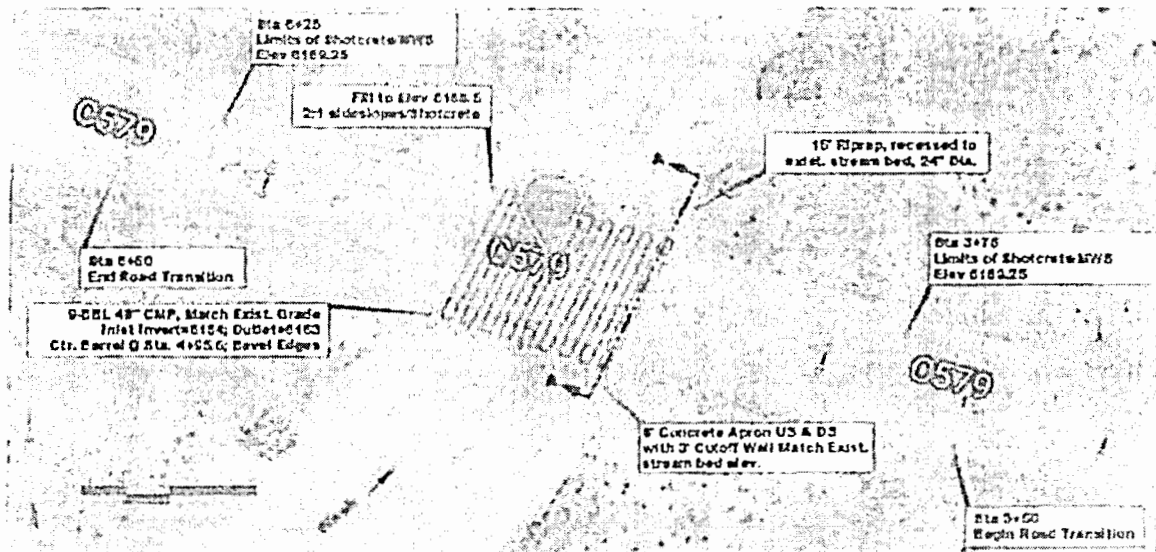 Sta 6+25
Limits of Shotcrete/MWS
Elev 6169.25
C579
Fill to Elev 6168.5
2:1 sideslopes/Shotcrete
15' Riprap, recessed to
exist. stream bed, 24" Dia.
A
C579
Sta 3+75
Limits of Shotcrete/MWS
Elev 6169.25
Sta 6+50
End Road Transition
9-BBL 48" CMP, Match Exist. Grade
Inlet Invert=6164; Outlet=6163
Ctr. Barrel @ Sta. 4+95.6; Bevel Edges
A
C579
Concrete Apron US & DS
with 3' Cutoff Wall Match Exist.
stream bed elev.
Sta 3+50
Begin Road Transition